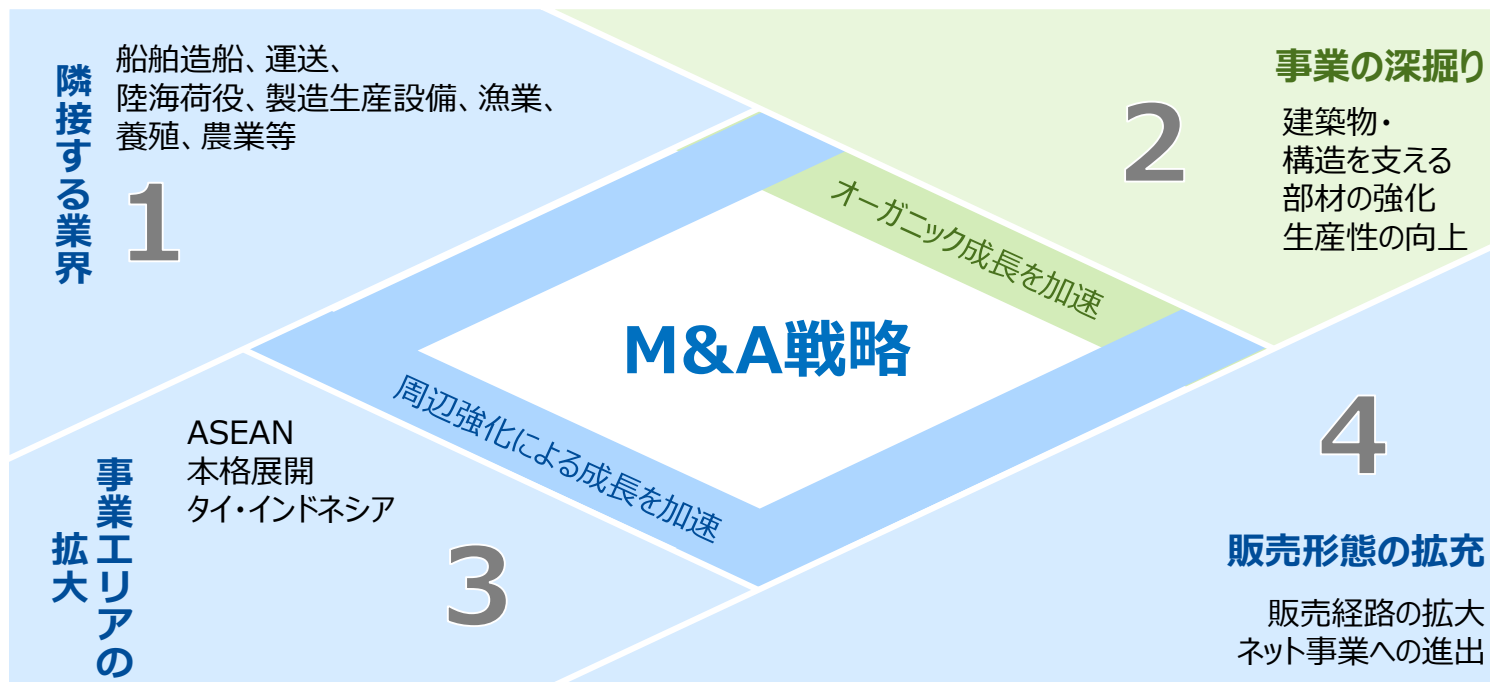 隣接する業界
船舶造船、運送、
陸海荷役、製造生産設備、漁業、
養殖、農業等
1
事業の深掘り
2
建築物・
構造を支える
部材の強化
生産性の向上
オーガニック成長を加速
M&A戦略
周辺強化による成長を加速
事業エリアの
拡大
ASEAN
本格展開
タイ・インドネシア
3
4
販売形態の拡充
販売経路の拡大
ネット事業への進出